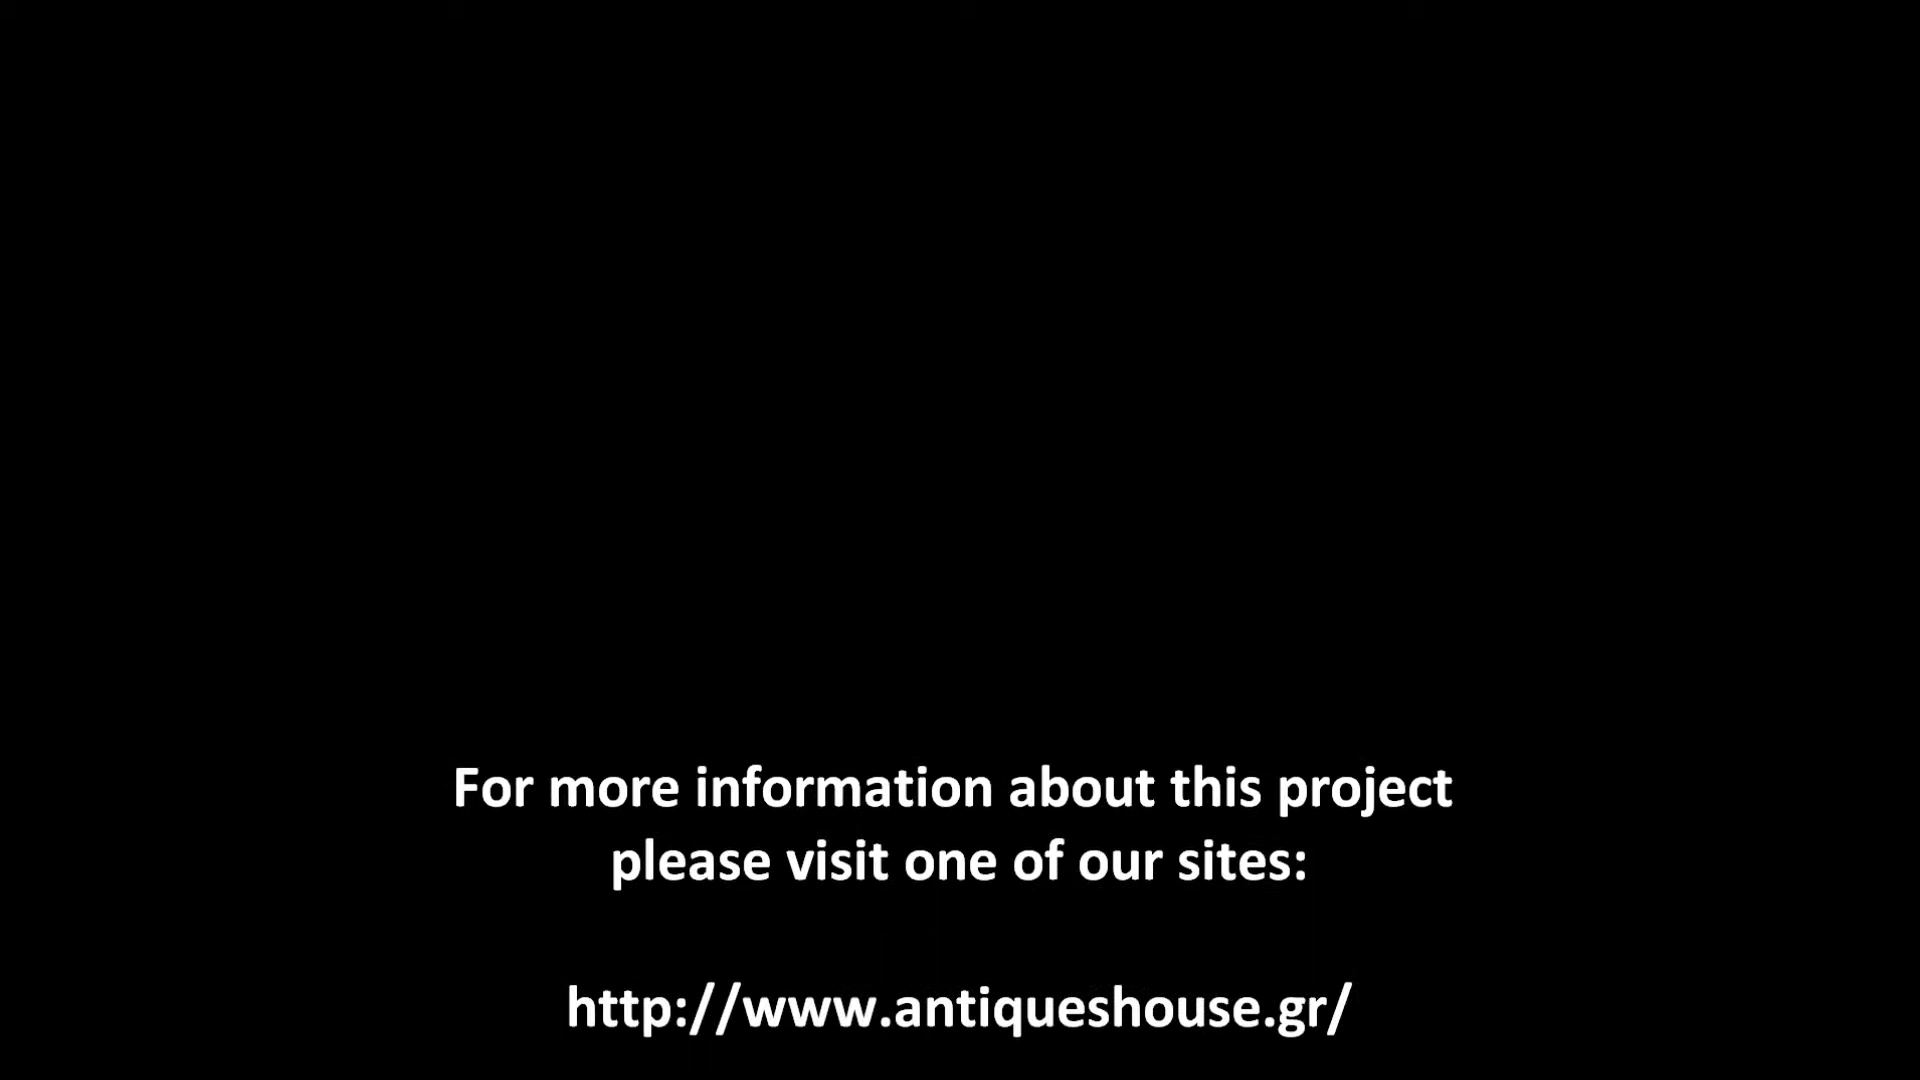 For more information about this project
please visit one of our sites:
http://www.antiqueshouse.gr/